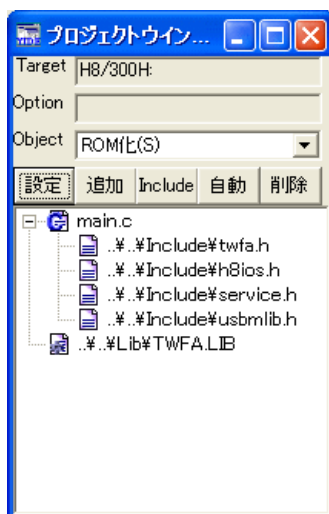 プロジェクトウイン...
Target H8/300H:
Option
Object ROM化(S)
設定 追加 Include 自動 削除
main.c
..¥..¥Include¥twfa.h
..¥..¥Include¥h8ios.h
..¥..¥Include¥service.h
..¥..¥Include¥usbmlib.h
..¥..¥Lib¥TWFA.LIB